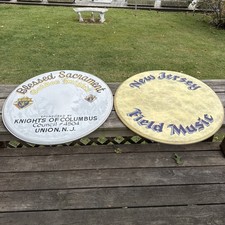 Blessed Sacrament
KNIGHTS OF COLUMBUS
Council #4504
UNION, N. J.
New Jersey
Field Music